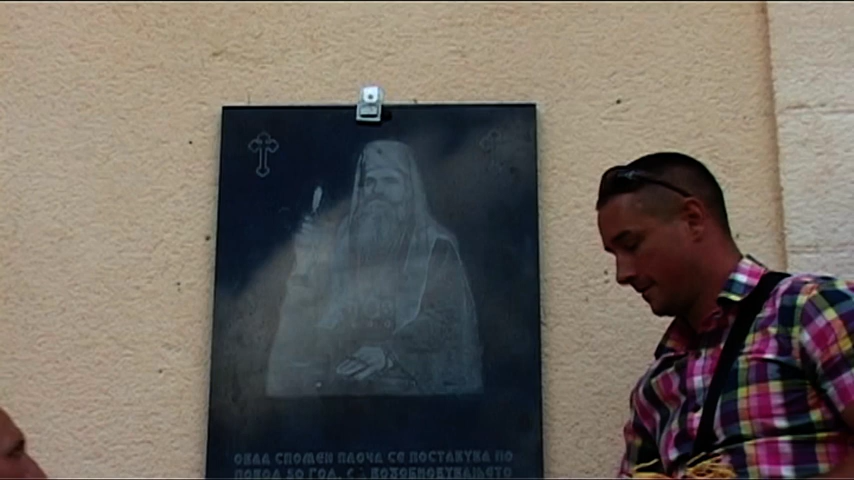 ОВАА СПОМЕН ПЛОЧА СЕ ПОСТАВУВА ПО
ПОВОД 50 ГОД. ВОЗОБНОВУВАЊЕТО